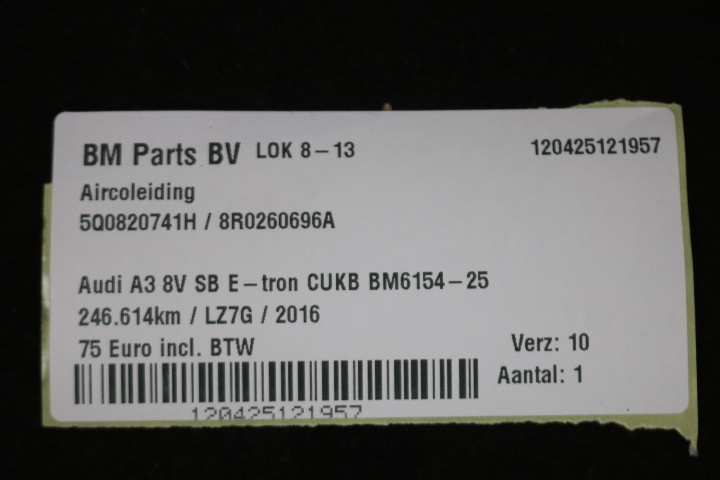 BM Parts BV LOK 8-13 120425121957
Aircoleiding
5Q0820741H / 8R0260696A
Audi A3 8V SB E-tron CUKB BM6154-25
246.614km / LZ7G / 2016
75 Euro incl. BTW Verz: 10
Aantal: 1
120425121957